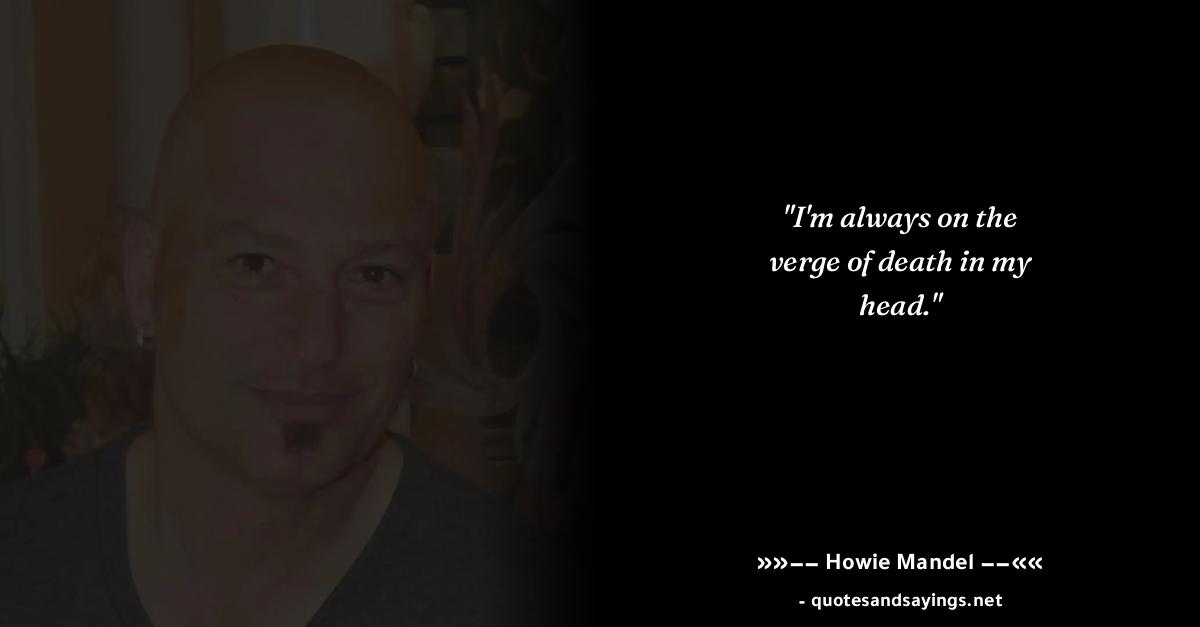 "I'm always on the
verge of death in my
head."
»»−− Howie Mandel −−««
- quotesandsayings.net